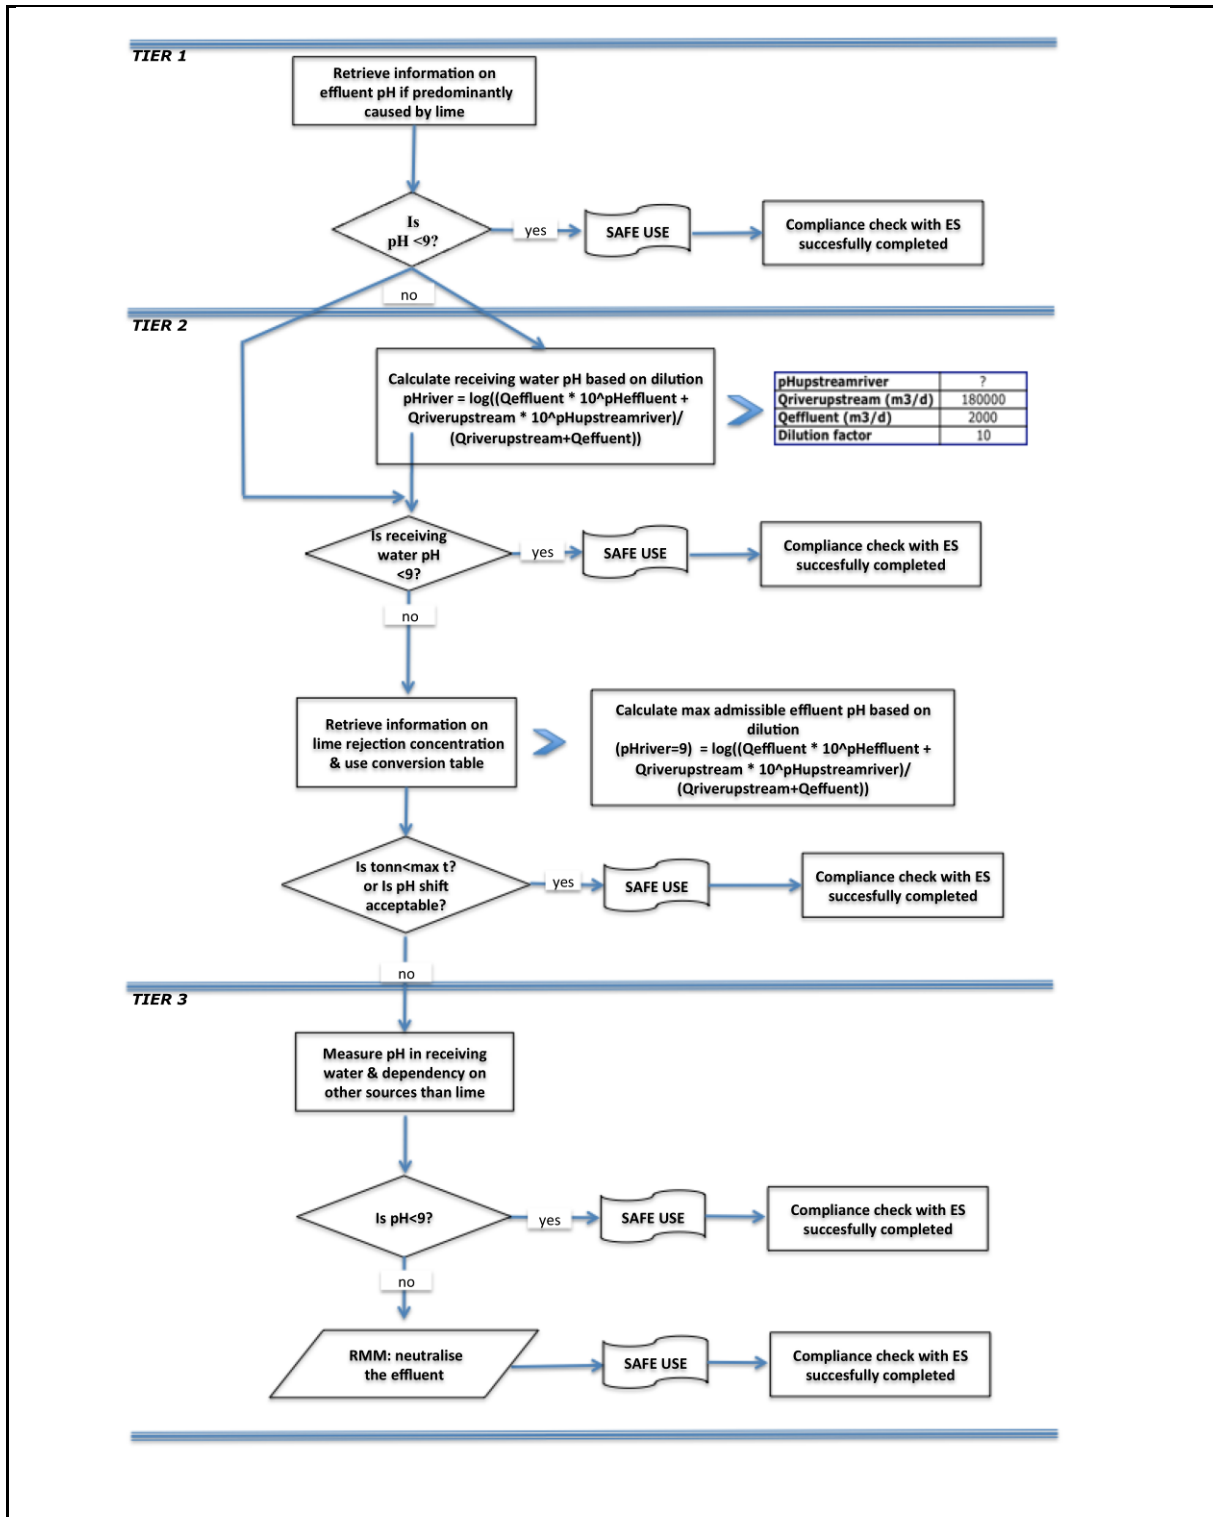 TIER 1
Retrieve information on
effluent pH if predominantly
caused by lime
Is
pH <9?
yes
SAFE USE
Compliance check with ES
succesfully completed
no
TIER 2
Calculate receiving water pH based on dilution
pHriver = log((Qeffluent * 10^pHeffluent +
Qriverupstream * 10^pHupstreamriver)/
(Qriverupstream+Qeffuent))
pHupstreamriver ?
Qriverupstream (m3/d) 180000
Qeffluent (m3/d) 2000
Dilution factor 10
Is receiving
water pH
<9?
yes
SAFE USE
Compliance check with ES
succesfully completed
no
Retrieve information on
lime rejection concentration
& use conversion table
Calculate max admissible effluent pH based on
dilution
(pHriver=9) = log((Qeffluent * 10^pHeffluent +
Qriverupstream * 10^pHupstreamriver)/
(Qriverupstream+Qeffuent))
Is tonn<max t?
or Is pH shift
acceptable?
yes
SAFE USE
Compliance check with ES
succesfully completed
no
TIER 3
Measure pH in receiving
water & dependency on
other sources than lime
Is pH<9?
yes
SAFE USE
Compliance check with ES
succesfully completed
no
RMM: neutralise
the effluent
SAFE USE
Compliance check with ES
succesfully completed